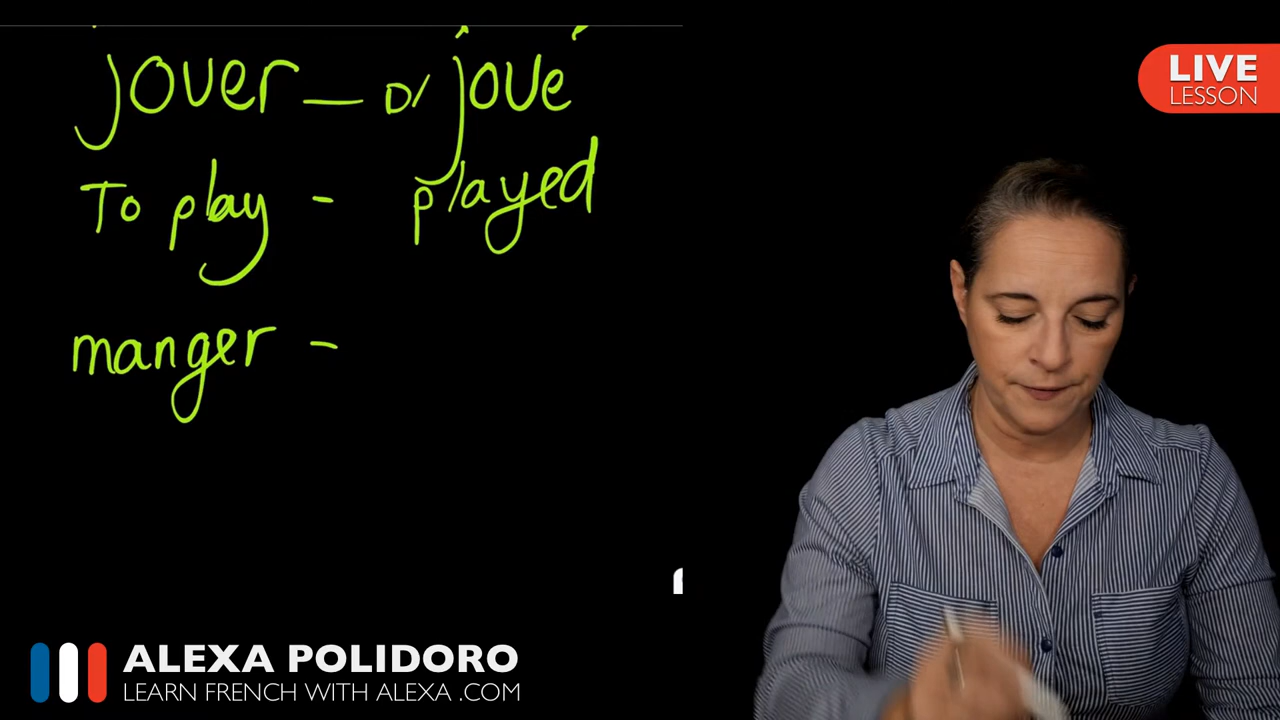 jouer — D/ joué
To play - played
manger -
LIVE
LESSON
ALEXA POLIDORO
LEARN FRENCH WITH ALEXA .COM